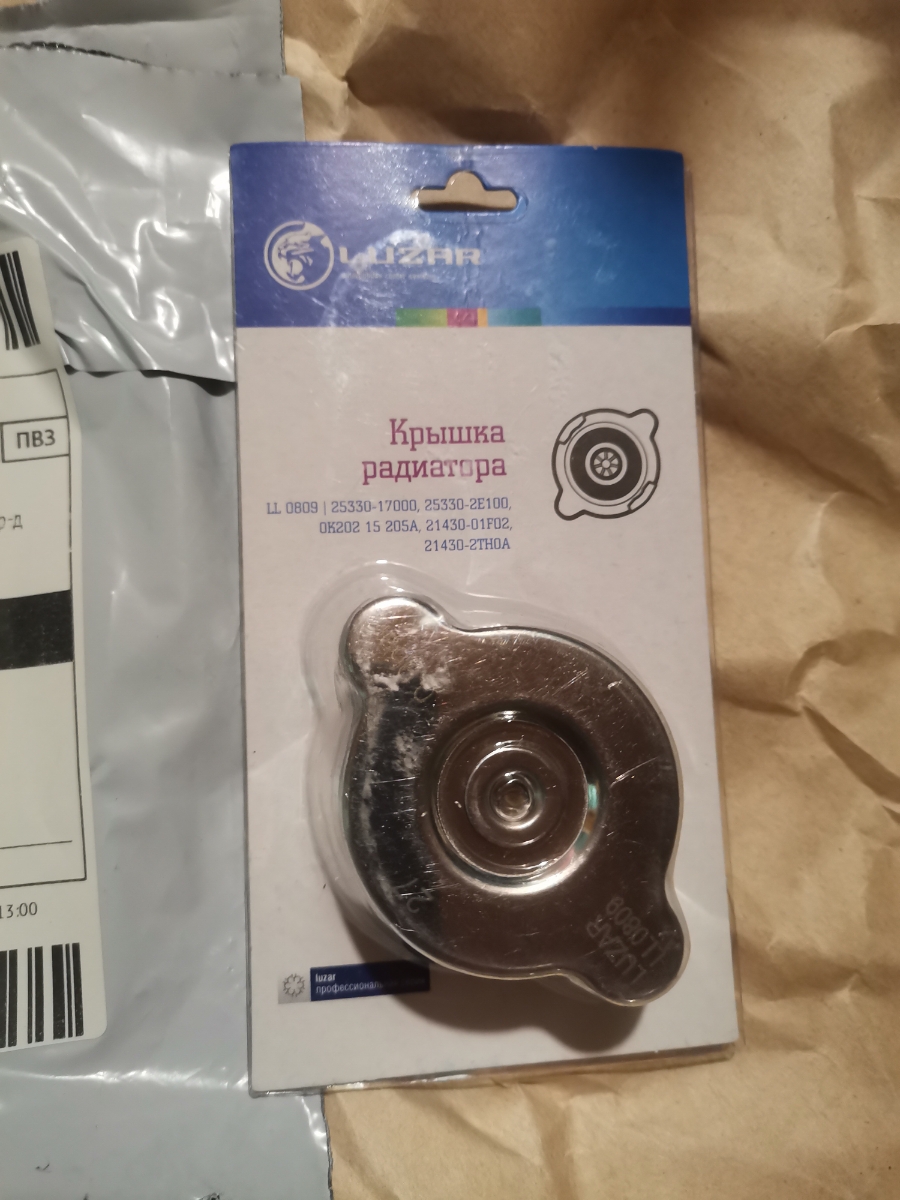 LUZAR
ПВЗ
Крышка
радиатора
LL 0809 | 25330-17000, 25330-2E100,
0K202 15 205A, 21430-01F02,
21430-2TH0A
р-д
13:00
LUZAR
LL0809
luzar